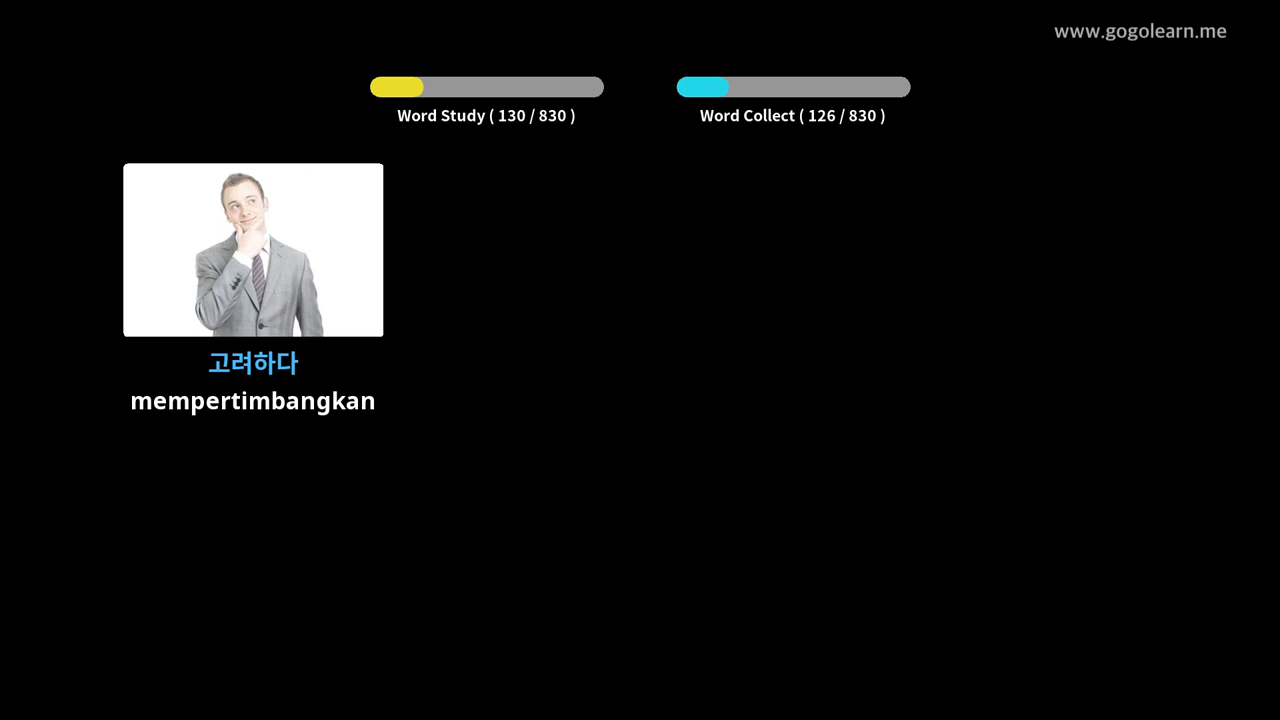 www.gogolearn.me
Word Study ( 130 / 830 )
Word Collect ( 126 / 830 )
고려하다
mempertimbangkan